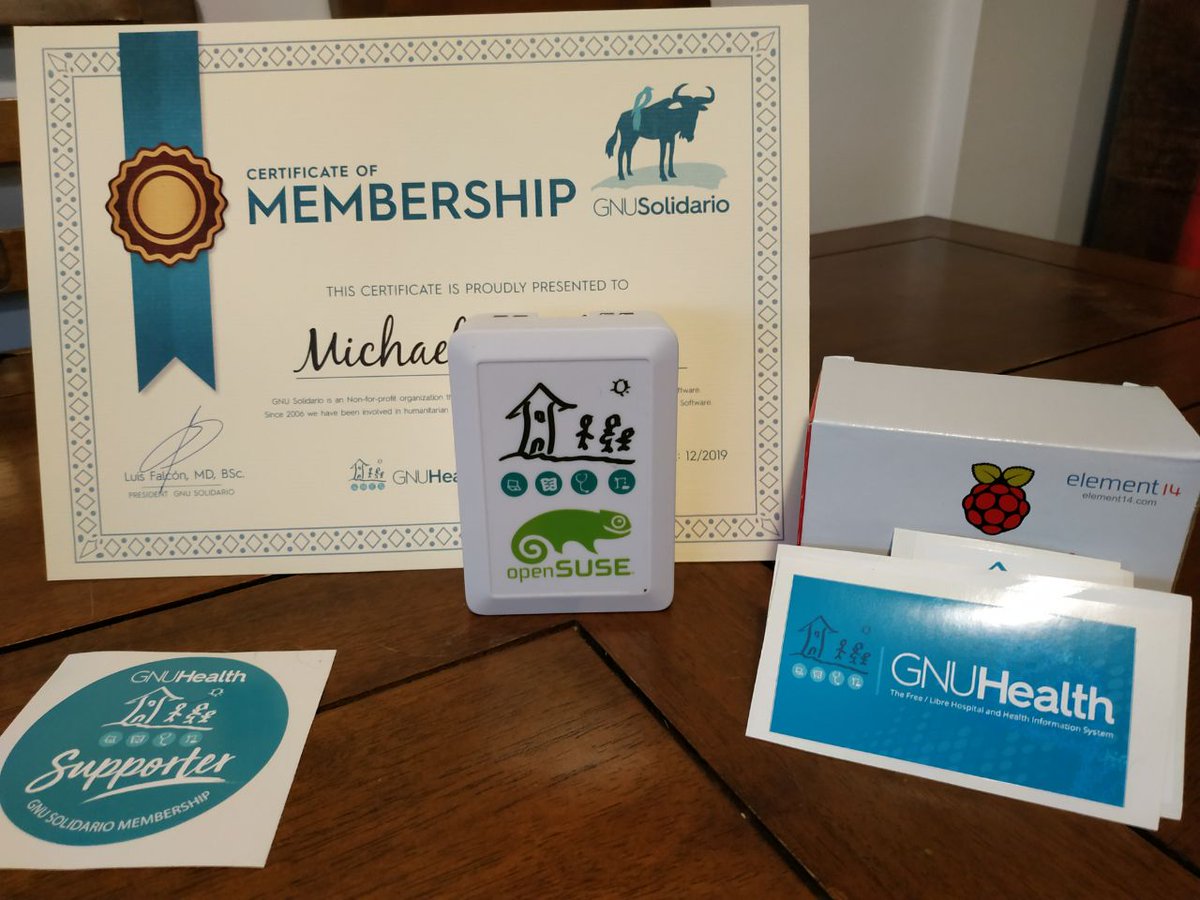 CERTIFICATE OF
MEMBERSHIP
GNUSolidario
THIS CERTIFICATE IS PROUDLY PRESENTED TO
Michael
GNU Solidario is an Non-for-profit organization
Since 2006 we have been involved in humanitarian
Software.
Luis Falcón, MD, BSc.
PRESIDENT GNU SOLIDARIO
GNUHea
: 12/2019
openSUSE
element14
element14.com
GNUHealth
The Free / Libre Hospital and Health Information System
GNUHealth
Supporter
GNU SOLIDARIO MEMBERSHIP